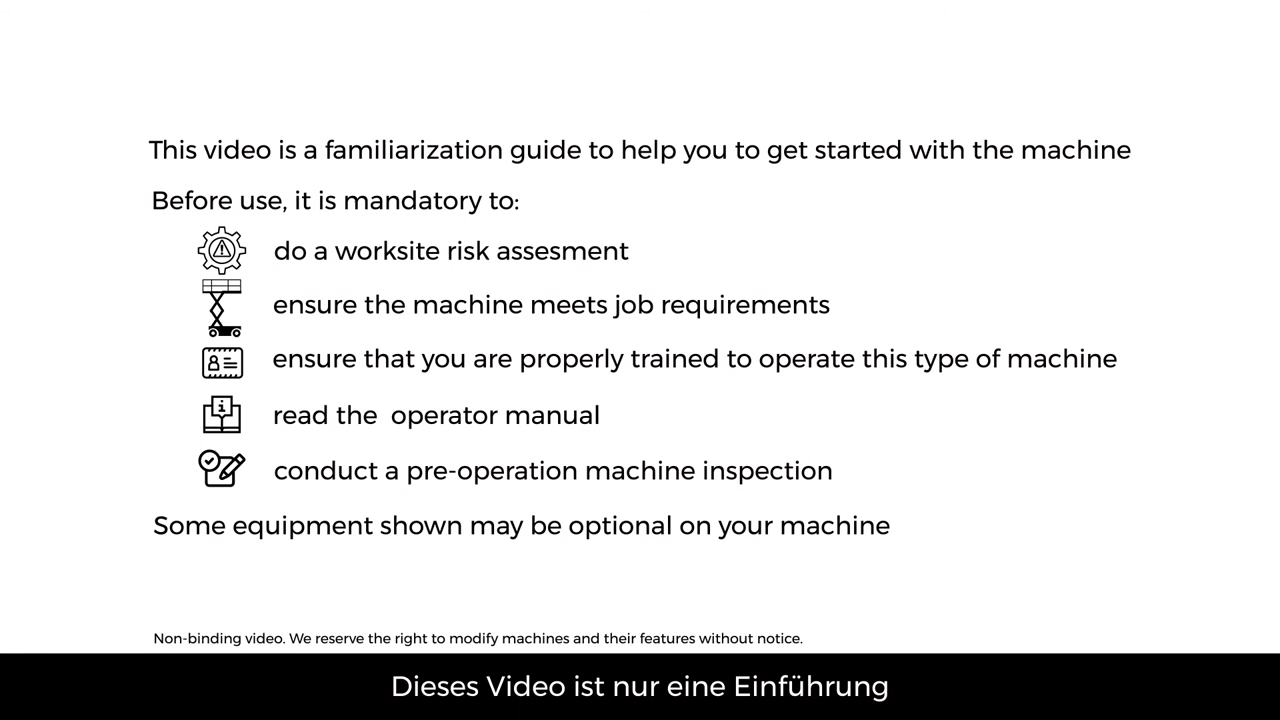 This video is a familiarization guide to help you to get started with the machine
Before use, it is mandatory to:
do a worksite risk assesment
ensure the machine meets job requirements
ensure that you are properly trained to operate this type of machine
read the  operator manual
conduct a pre-operation machine inspection
Some equipment shown may be optional on your machine
Non-binding video. We reserve the right to modify machines and their features without notice.
Dieses Video ist nur eine Einführung